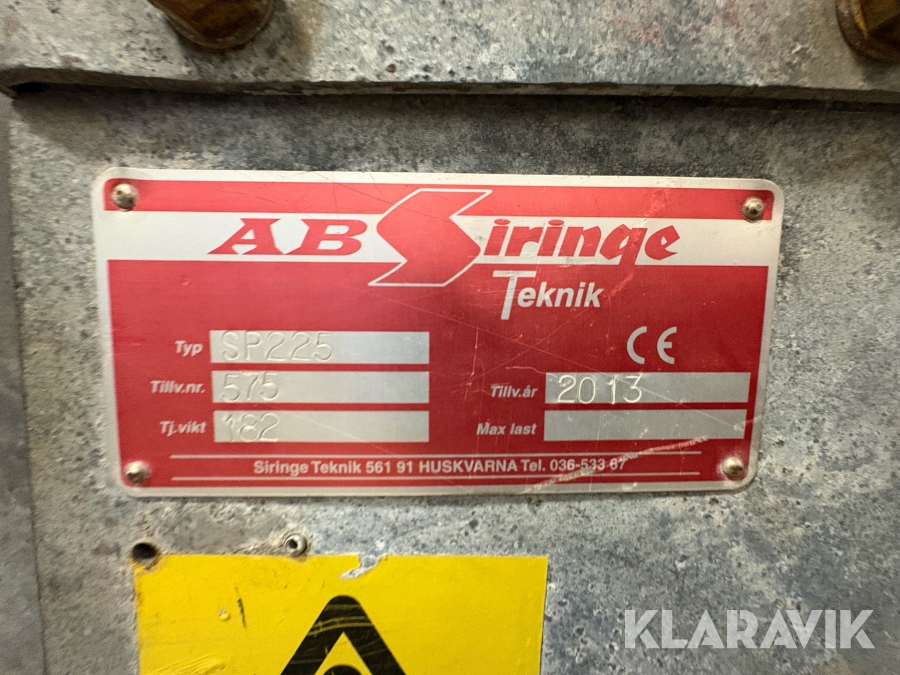 AB Siringe
Teknik
Typ SP225
CE
Tillv.nr. 575
Tillv.år 2013
Tj.vikt 182
Max last
Siringe Teknik 561 91 HUSKVARNA Tel. 036-533 67
KLARAVIK